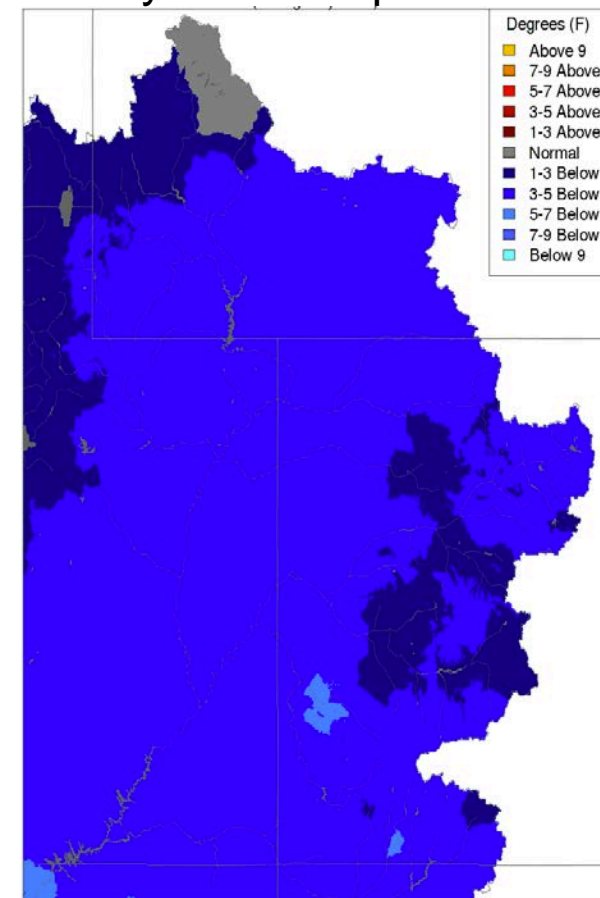 Degrees (F)
Above 9
7-9 Above
5-7 Above
3-5 Above
1-3 Above
Normal
1-3 Below
3-5 Below
5-7 Below
7-9 Below
Below 9